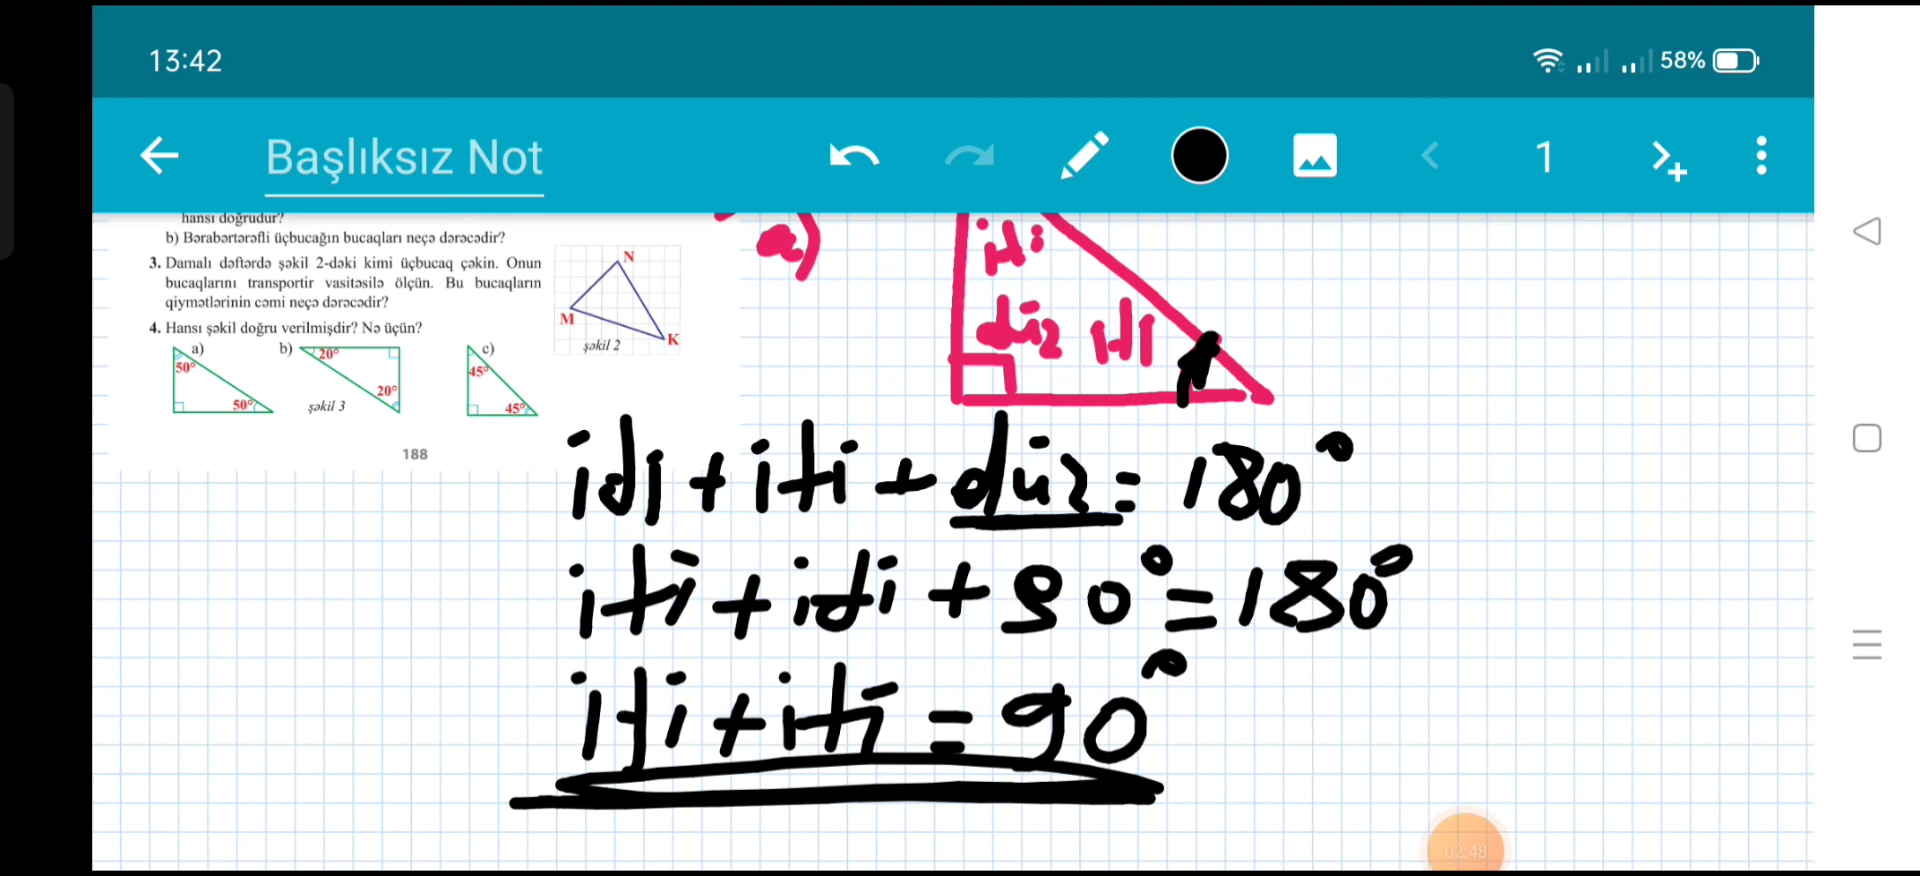 13:42
58%
Başlıksız Not
1
hansı doğrudur?
b) Bərabərtərəfli üçbucağın bucaqları neçə dərəcədir?
3. Damalı dəftərdə şəkil 2-dəki kimi üçbucaq çəkin. Onun
bucaqlarını transportir vasitəsilə ölçün. Bu bucaqların
qiymətlərinin cəmi neçə dərəcədir?
N
M
K
şəkil 2
4. Hansı şəkil doğru verilmişdir? Nə üçün?
a)
50°
50°
b)
20°
20°
şəkil 3
c)
45°
45°
188
a)
iti
düz iti
iti + iti + düz = 180°
iti + iti + 90° = 180°
iti + iti = 90°
02:48